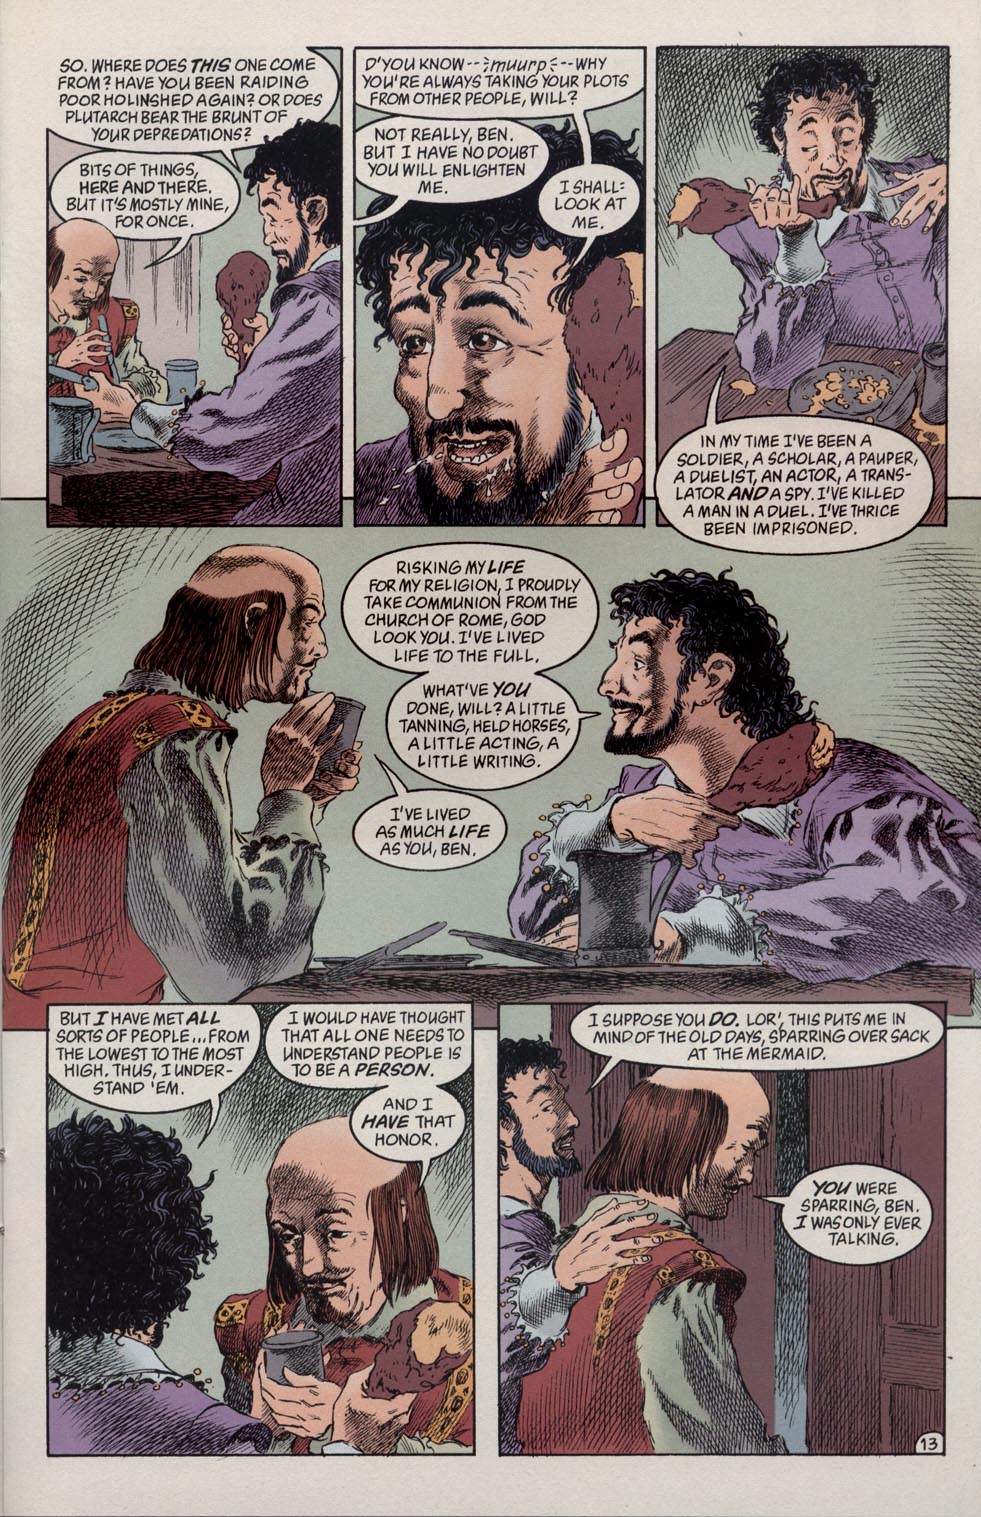 SO. WHERE DOES THIS ONE COME
FROM? HAVE YOU BEEN RAIDING
POOR HOLINSHED AGAIN? OR DOES
PLUTARCH BEAR THE BRUNT OF
YOUR DEPREDATIONS?
BITS OF THINGS,
HERE AND THERE.
BUT IT'S MOSTLY MINE,
FOR ONCE.
D'YOU KNOW--muurp--WHY
YOU'RE ALWAYS TAKING YOUR PLOTS
FROM OTHER PEOPLE, WILL?
NOT REALLY, BEN.
BUT I HAVE NO DOUBT
YOU WILL ENLIGHTEN
ME.
I SHALL:
LOOK AT
ME.
IN MY TIME I'VE BEEN A
SOLDIER, A SCHOLAR, A PAUPER,
A DUELIST, AN ACTOR, A TRANS-
LATOR AND A SPY. I'VE KILLED
A MAN IN A DUEL. I'VE THRICE
BEEN IMPRISONED.
RISKING MY LIFE
FOR MY RELIGION, I PROUDLY
TAKE COMMUNION FROM THE
CHURCH OF ROME, GOD
LOOK YOU. I'VE LIVED
LIFE TO THE FULL.
WHAT'VE YOU
DONE, WILL? A LITTLE
TANNING, HELD HORSES,
A LITTLE ACTING, A
LITTLE WRITING.
I'VE LIVED
AS MUCH LIFE
AS YOU, BEN.
BUT I HAVE MET ALL
SORTS OF PEOPLE...FROM
THE LOWEST TO THE MOST
HIGH. THUS, I UNDER-
STAND 'EM.
I WOULD HAVE THOUGHT
THAT ALL ONE NEEDS TO
UNDERSTAND PEOPLE IS
TO BE A PERSON.
AND I
HAVE THAT
HONOR.
I SUPPOSE YOU DO. LOR', THIS PUTS ME IN
MIND OF THE OLD DAYS, SPARRING OVER SACK
AT THE MERMAID.
YOU WERE
SPARRING, BEN.
I WAS ONLY EVER
TALKING.
13